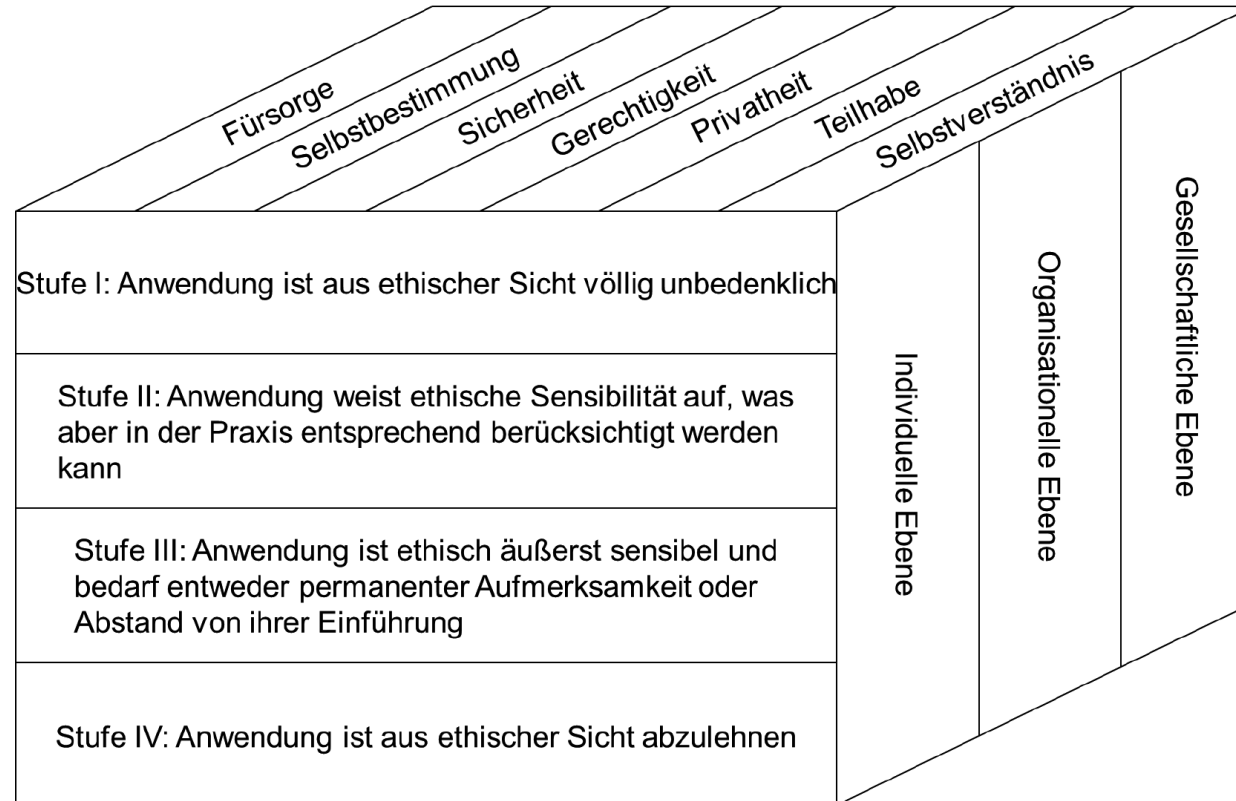 Fürsorge
Selbstbestimmung
Sicherheit
Gerechtigkeit
Privatheit
Teilhabe
Selbstverständnis
Stufe I: Anwendung ist aus ethischer Sicht völlig unbedenklich
Stufe II: Anwendung weist ethische Sensibilität auf, was
aber in der Praxis entsprechend berücksichtigt werden
kann
Stufe III: Anwendung ist ethisch äußerst sensibel und
bedarf entweder permanenter Aufmerksamkeit oder
Abstand von ihrer Einführung
Stufe IV: Anwendung ist aus ethischer Sicht abzulehnen
Individuelle Ebene
Organisationelle Ebene
Gesellschaftliche Ebene